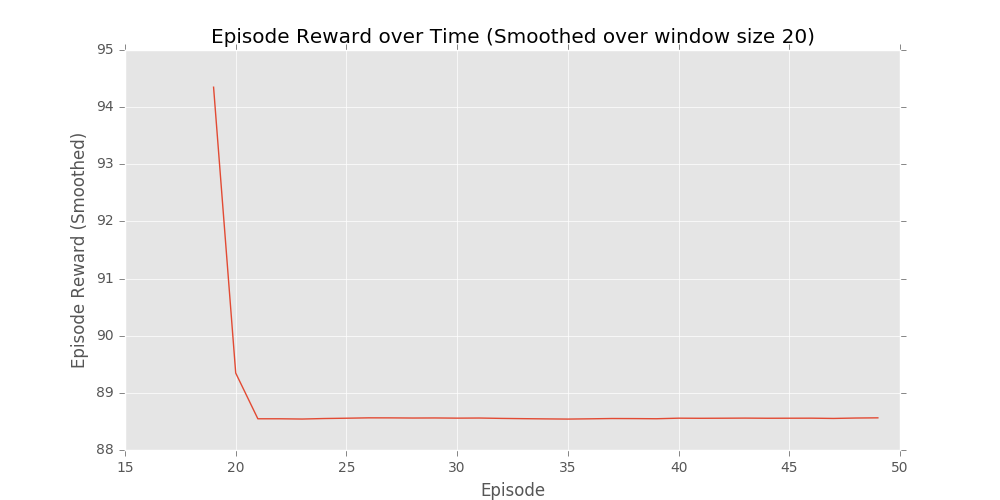 Episode Reward over Time (Smoothed over window size 20)
95
94
93
92
91
90
89
88
Episode Reward (Smoothed)
15 20 25 30 35 40 45 50
Episode